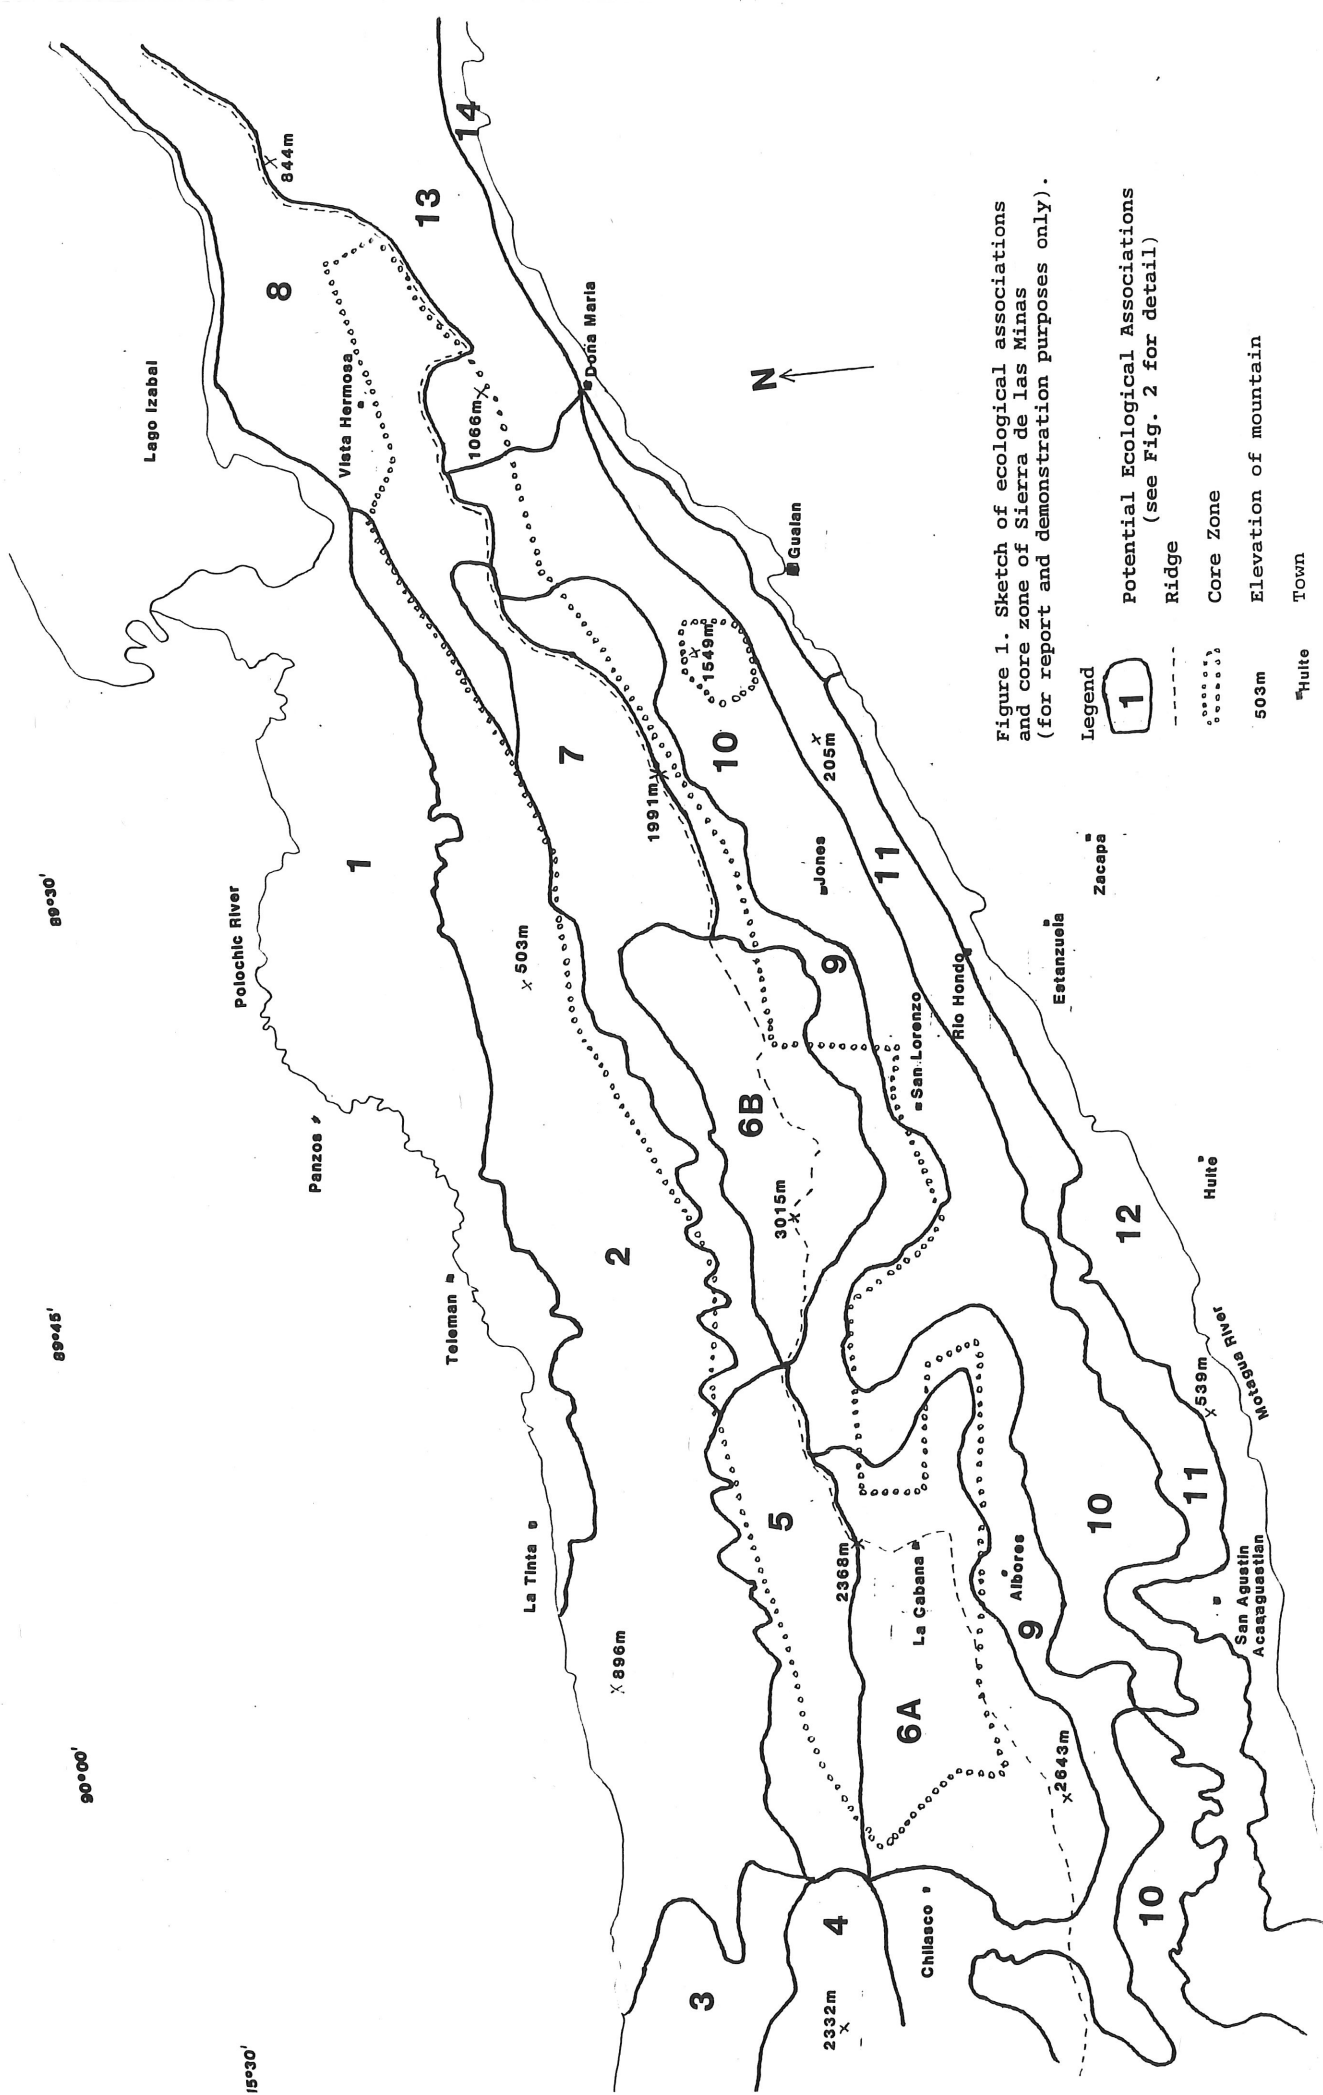 15°30'
90°00'
89°45'
89°30'
Lago Izabal
Polochic River
Panzos
Teleman
La Tinta
X 896m
x 503m
1
2
3
4
2332m
x
Chilasco
5
2368m
La Cabana
6A
x2643m
6B
3015m
x
7
1991m
8
Vista Hermosa
1066m
x
844m
x
13
14
Dona Maria
Gualan
1549m
x
10
205m
x
Jones
11
9
San Lorenzo
Rio Hondo
Zacapa
Estanzuela
Hulte
12
x539m
Motagua River
11
10
Albores
9
San Agustin
Acasaguastlan
10
N
Figure 1. Sketch of ecological associations
and core zone of Sierra de las Minas
(for report and demonstration purposes only).
Legend
1
Potential Ecological Associations
(see Fig. 2 for detail)
Ridge
Core Zone
503m
Elevation of mountain
Hulte
Town